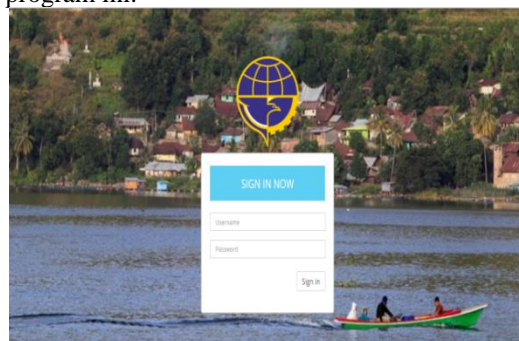 program ini.
SIGN IN NOW
Username
Password
Sign in